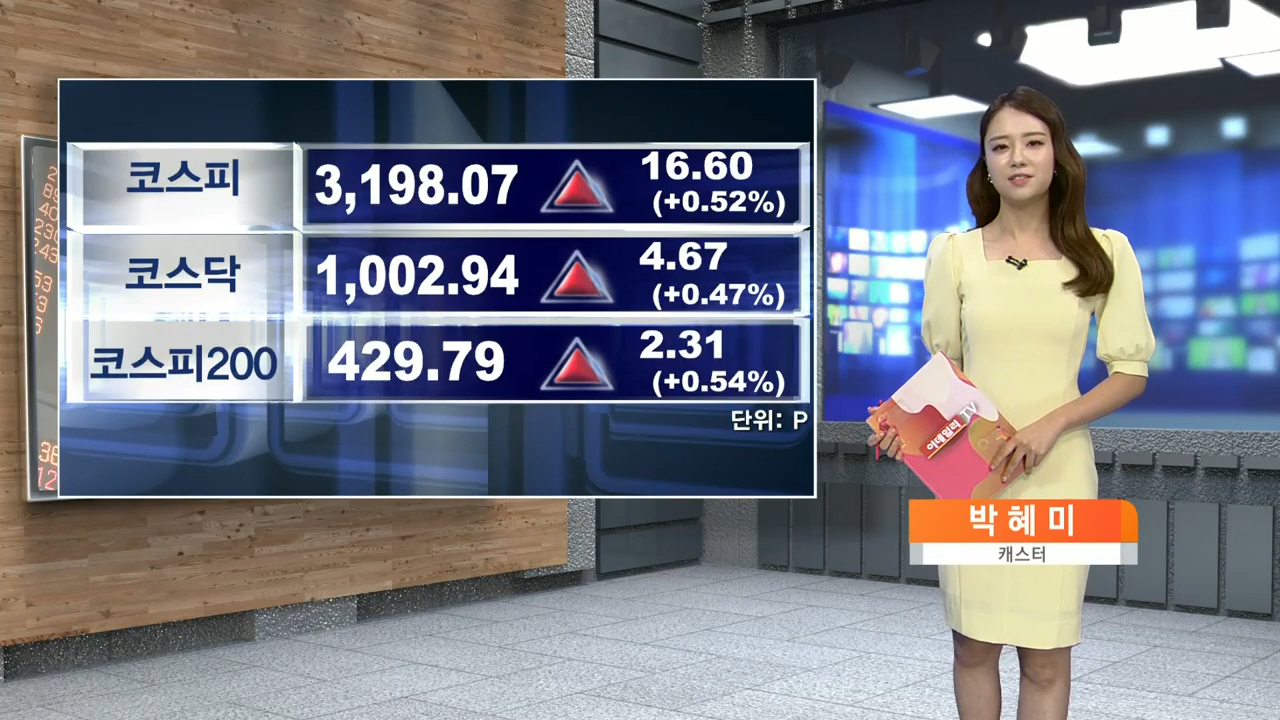 코스피 3,198.07 ▲ 16.60
(+0.52%)
코스닥 1,002.94 ▲ 4.67
(+0.47%)
코스피200 429.79 ▲ 2.31
(+0.54%)
단위: P
이데일리 TV
박혜미
캐스터